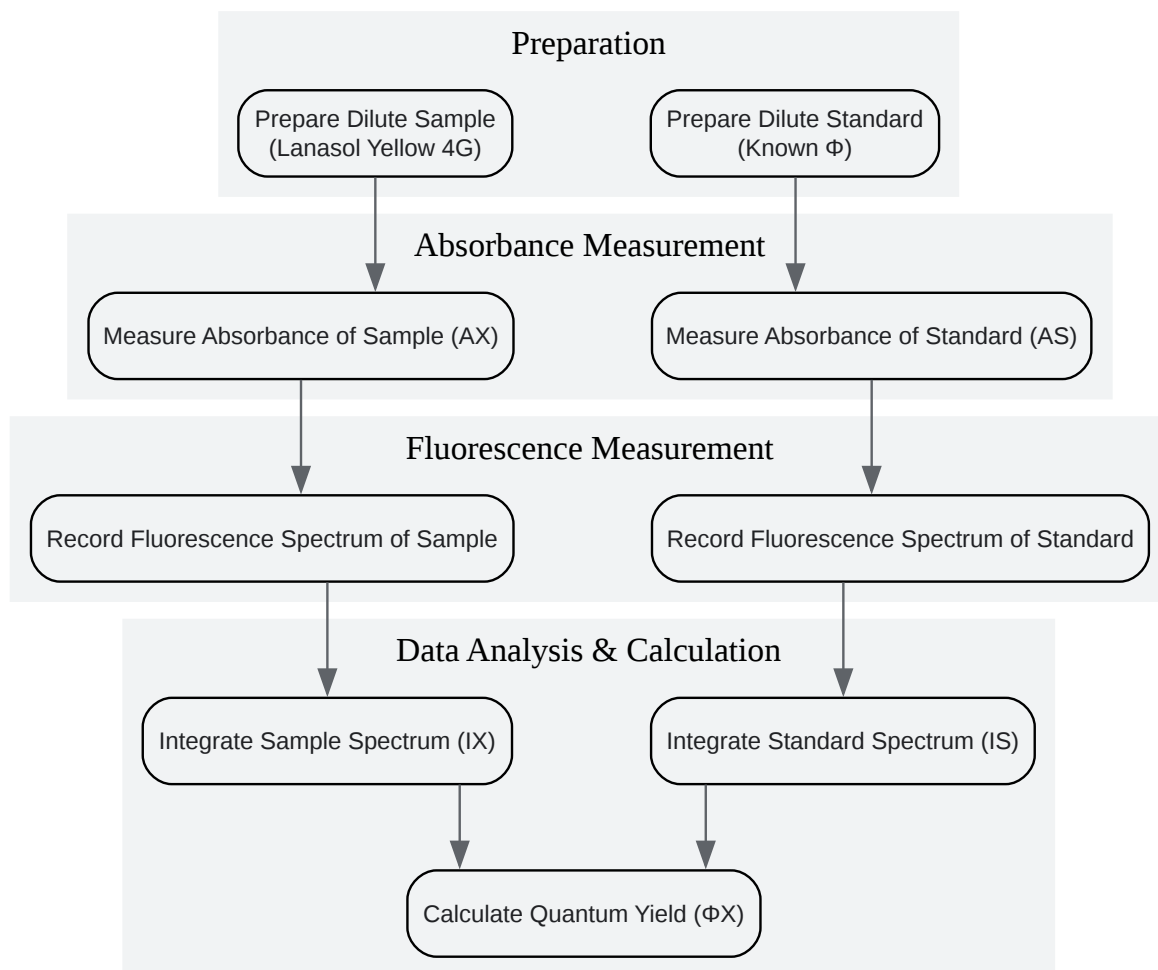 Preparation
Prepare Dilute Sample
(Lanasol Yellow 4G)
Prepare Dilute Standard
(Known Φ)
Absorbance Measurement
Measure Absorbance of Sample (AX)
Measure Absorbance of Standard (AS)
Fluorescence Measurement
Record Fluorescence Spectrum of Sample
Record Fluorescence Spectrum of Standard
Data Analysis & Calculation
Integrate Sample Spectrum (IX)
Integrate Standard Spectrum (IS)
Calculate Quantum Yield (ΦX)